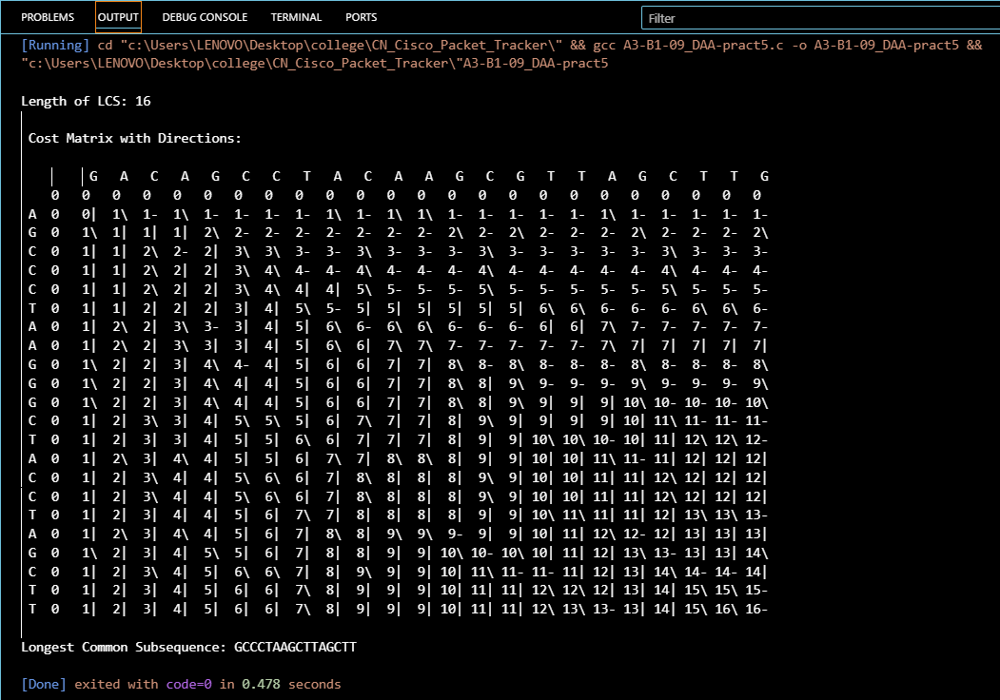 PROBLEMS OUTPUT DEBUG CONSOLE TERMINAL PORTS Filter
[Running] cd "c:\Users\LENOVO\Desktop\college\CN_Cisco_Packet_Tracker\" && gcc A3-B1-09_DAA-pract5.c -o A3-B1-09_DAA-pract5 &&
"c:\Users\LENOVO\Desktop\college\CN_Cisco_Packet_Tracker\"A3-B1-09_DAA-pract5
Length of LCS: 16
Cost Matrix with Directions:
| |G A C A G C C T A C A A G C G T T A G C T T G
0 0 0 0 0 0 0 0 0 0 0 0 0 0 0 0 0 0 0 0 0 0 0 0
A 0 0| 1\ 1- 1\ 1- 1- 1- 1- 1\ 1- 1\ 1\ 1- 1- 1- 1- 1- 1\ 1- 1- 1- 1- 1-
G 0 1\ 1| 1| 1| 2\ 2- 2- 2- 2- 2- 2- 2- 2\ 2- 2\ 2- 2- 2- 2\ 2- 2- 2- 2\
C 0 1| 1| 2\ 2- 2| 3\ 3\ 3- 3- 3\ 3- 3- 3- 3\ 3- 3- 3- 3- 3- 3\ 3- 3- 3-
C 0 1| 1| 2\ 2| 2| 3\ 4\ 4- 4- 4\ 4- 4- 4- 4\ 4- 4- 4- 4- 4- 4\ 4- 4- 4-
C 0 1| 1| 2\ 2| 2| 3\ 4\ 4| 4| 5\ 5- 5- 5- 5\ 5- 5- 5- 5- 5- 5\ 5- 5- 5-
T 0 1| 1| 2| 2| 2| 3| 4| 5\ 5- 5| 5| 5| 5| 5| 5| 6\ 6\ 6- 6- 6- 6\ 6\ 6-
A 0 1| 2\ 2| 3\ 3- 3| 4| 5| 6\ 6- 6\ 6\ 6- 6- 6- 6| 6| 7\ 7- 7- 7- 7- 7-
A 0 1| 2\ 2| 3\ 3| 3| 4| 5| 6\ 6| 7\ 7\ 7- 7- 7- 7- 7- 7\ 7| 7| 7| 7| 7|
G 0 1\ 2| 2| 3| 4\ 4- 4| 5| 6| 6| 7| 7| 8\ 8- 8\ 8- 8- 8- 8\ 8- 8- 8- 8\
G 0 1\ 2| 2| 3| 4\ 4| 4| 5| 6| 6| 7| 7| 8\ 8| 9\ 9- 9- 9- 9\ 9- 9- 9- 9\
G 0 1\ 2| 2| 3| 4\ 4| 4| 5| 6| 6| 7| 7| 8\ 8| 9\ 9| 9| 9| 10\ 10- 10- 10- 10\
C 0 1| 2| 3\ 3| 4| 5\ 5\ 5| 6| 7\ 7| 7| 8| 9\ 9| 9| 9| 9| 10| 11\ 11- 11- 11-
T 0 1| 2| 3| 3| 4| 5| 5| 6\ 6| 7| 7| 7| 8| 9| 9| 10\ 10\ 10- 10| 11| 12\ 12\ 12-
A 0 1| 2\ 3| 4\ 4| 5| 5| 6| 7\ 7| 8\ 8\ 8| 9| 9| 10| 10| 11\ 11- 11| 12| 12| 12|
C 0 1| 2| 3\ 4| 4| 5\ 6\ 6| 7| 8\ 8| 8| 8| 9\ 9| 10| 10| 11| 11| 12\ 12| 12| 12|
C 0 1| 2| 3\ 4| 4| 5\ 6\ 6| 7| 8\ 8| 8| 8| 9\ 9| 10| 10| 11| 11| 12\ 12| 12| 12|
T 0 1| 2| 3| 4| 4| 5| 6| 7\ 7| 8| 8| 8| 8| 9| 9| 10\ 11\ 11| 11| 12| 13\ 13\ 13-
A 0 1| 2\ 3| 4\ 4| 5| 6| 7| 8\ 8| 9\ 9\ 9- 9| 9| 10| 11| 12\ 12- 12| 13| 13| 13|
G 0 1\ 2| 3| 4| 5\ 5| 6| 7| 8| 8| 9| 9| 10\ 10- 10\ 10| 11| 12| 13\ 13- 13| 13| 14\
C 0 1| 2| 3\ 4| 5| 6\ 6\ 7| 8| 9\ 9| 9| 10| 11\ 11- 11- 11| 12| 13| 14\ 14- 14- 14|
T 0 1| 2| 3| 4| 5| 6| 6| 7\ 8| 9| 9| 9| 10| 11| 11| 12\ 12\ 12| 13| 14| 15\ 15\ 15-
T 0 1| 2| 3| 4| 5| 6| 6| 7\ 8| 9| 9| 9| 10| 11| 11| 12\ 13\ 13- 13| 14| 15\ 16\ 16-
Longest Common Subsequence: GCCCTAAGCTTAGCTT
[Done] exited with code=0 in 0.478 seconds